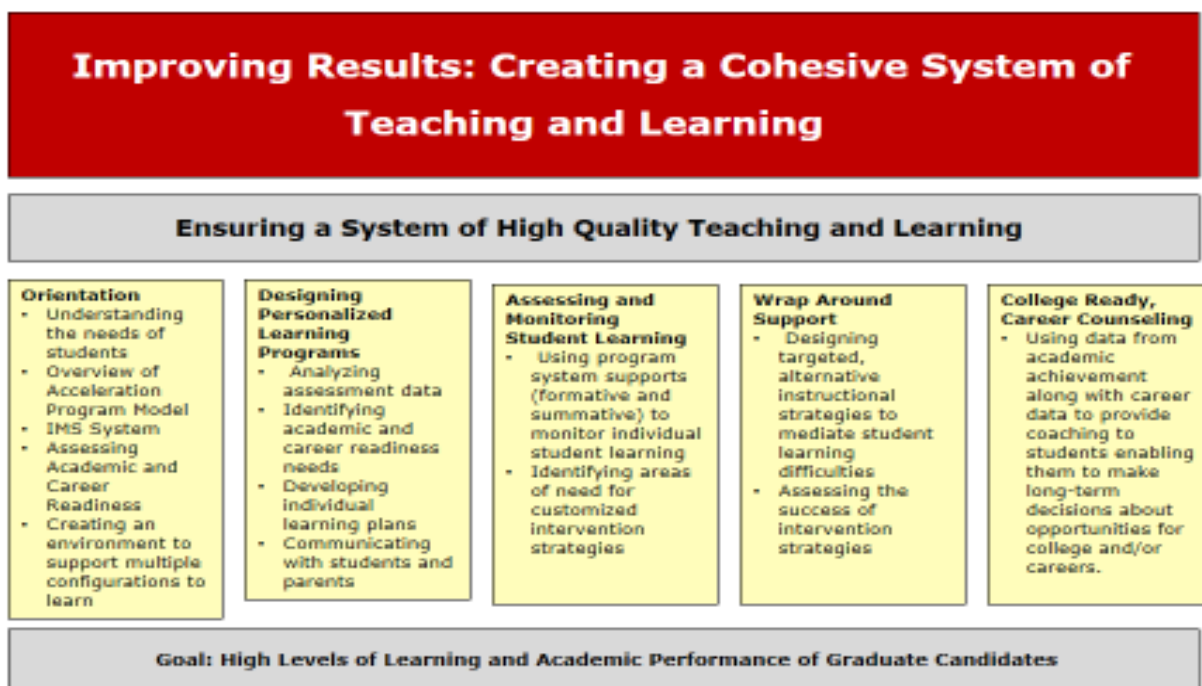 Improving Results: Creating a Cohesive System of
Teaching and Learning
Ensuring a System of High Quality Teaching and Learning
Orientation
• Understanding
the needs of
students
• Overview of
Acceleration
Program Model
• IMS System
• Assessing
Academic and
Career
Readiness
• Creating an
environment to
support multiple
configurations to
learn
Designing
Personalized
Learning
Programs
• Analyzing
assessment data
• Identifying
academic and
career readiness
needs
• Developing
individual
learning plans
• Communicating
with students and
parents
Assessing and
Monitoring
Student Learning
• Using program
system supports
(formative and
summative) to
monitor individual
student learning
• Identifying areas
of need for
customized
intervention
strategies
Wrap Around
Support
• Designing
targeted,
alternative
instructional
strategies to
mediate student
learning
difficulties
• Assessing the
success of
intervention
strategies
College Ready,
Career Counseling
• Using data from
academic
achievement
along with career
data to provide
coaching to
students enabling
them to make
long-term
decisions about
opportunities for
college and/or
careers.
Goal: High Levels of Learning and Academic Performance of Graduate Candidates